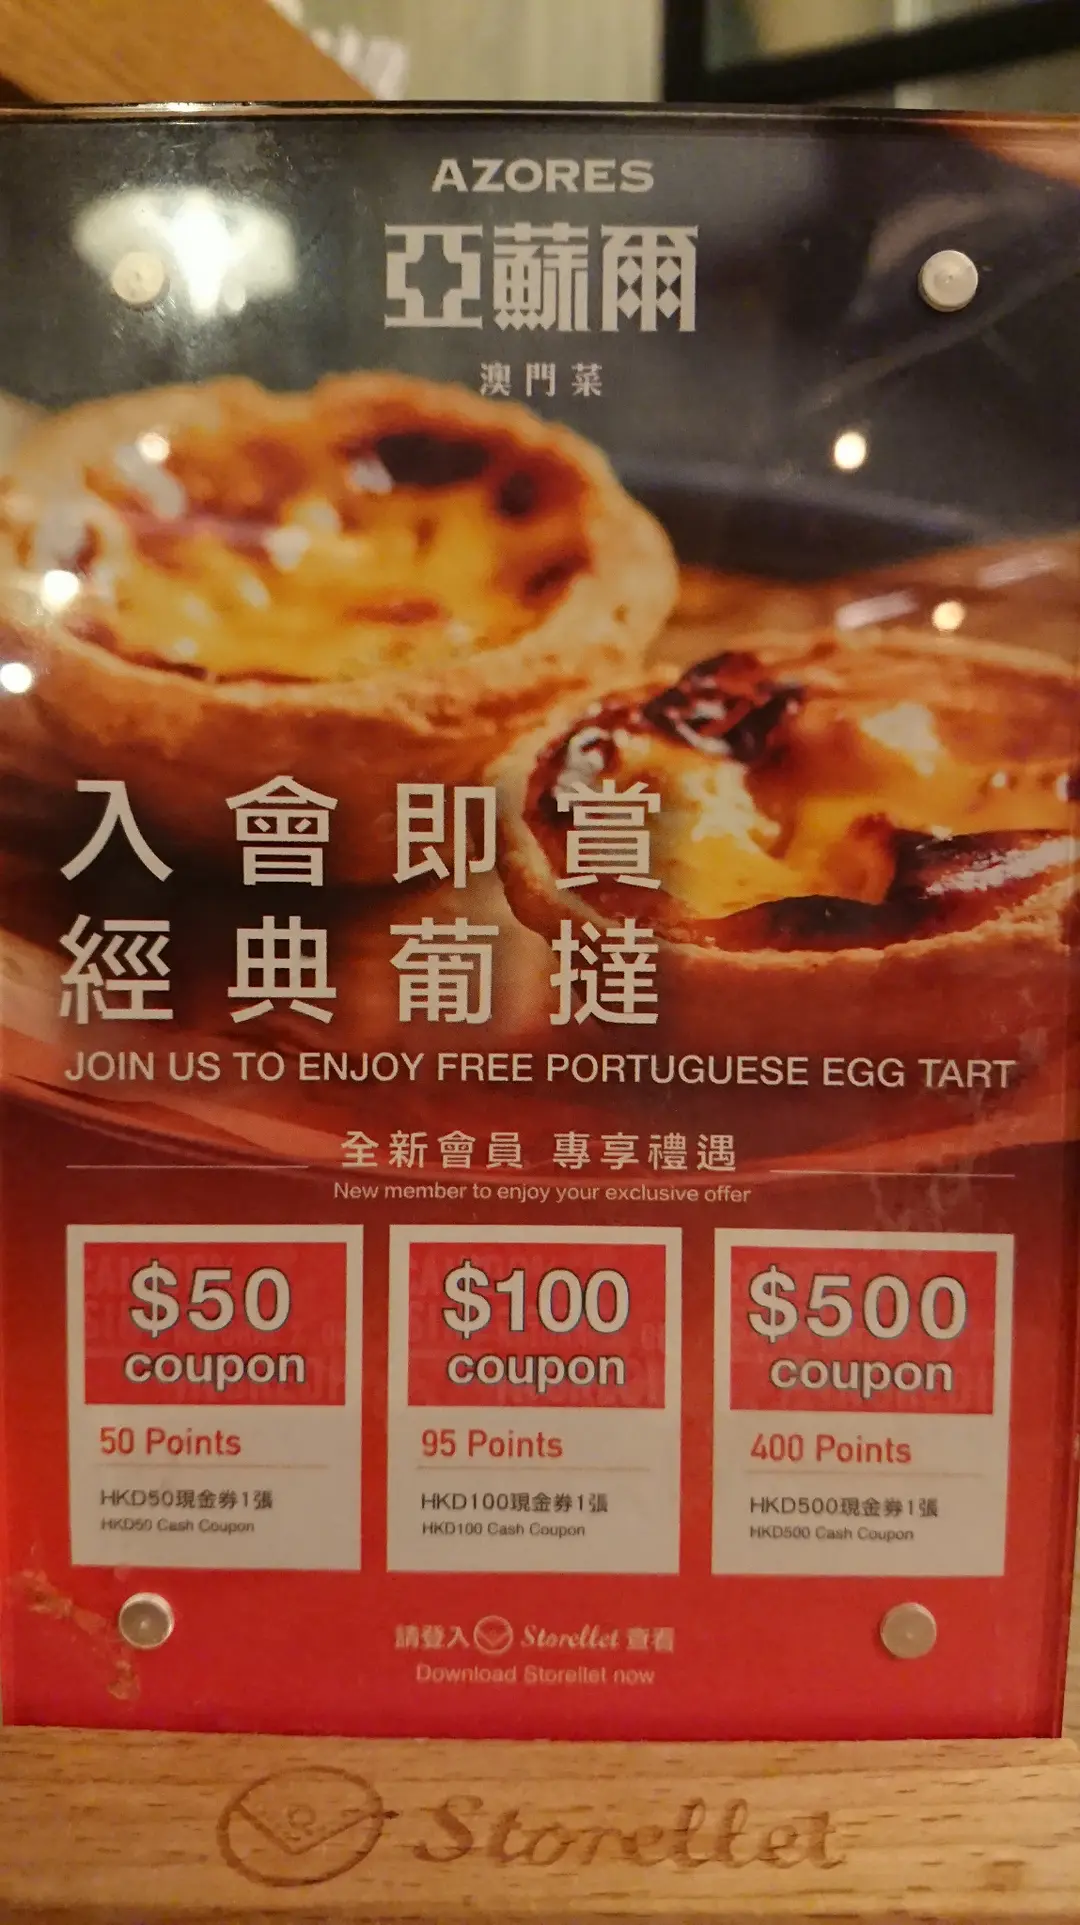 AZORES
亞蘇爾
澳門菜
入會即賞
經典葡撻
JOIN US TO ENJOY FREE PORTUGUESE EGG TART
全新會員 專享禮遇
New member to enjoy your exclusive offer
$50
coupon
50 Points
HKD50現金券1張
HKD50 Cash Coupon
$100
coupon
95 Points
HKD100現金券1張
HKD100 Cash Coupon
$500
coupon
400 Points
HKD500現金券1張
HKD500 Cash Coupon
請登入 Storellet 查看
Download Storellet now
Storellet